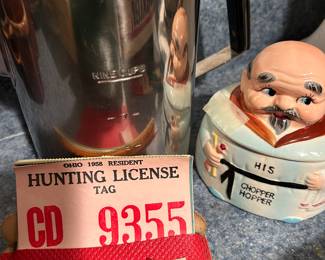 NINE CUPS
OHIO 1958 RESIDENT
HUNTING LICENSE
TAG
CD 9355
HIS
CHOPPER
HOPPER